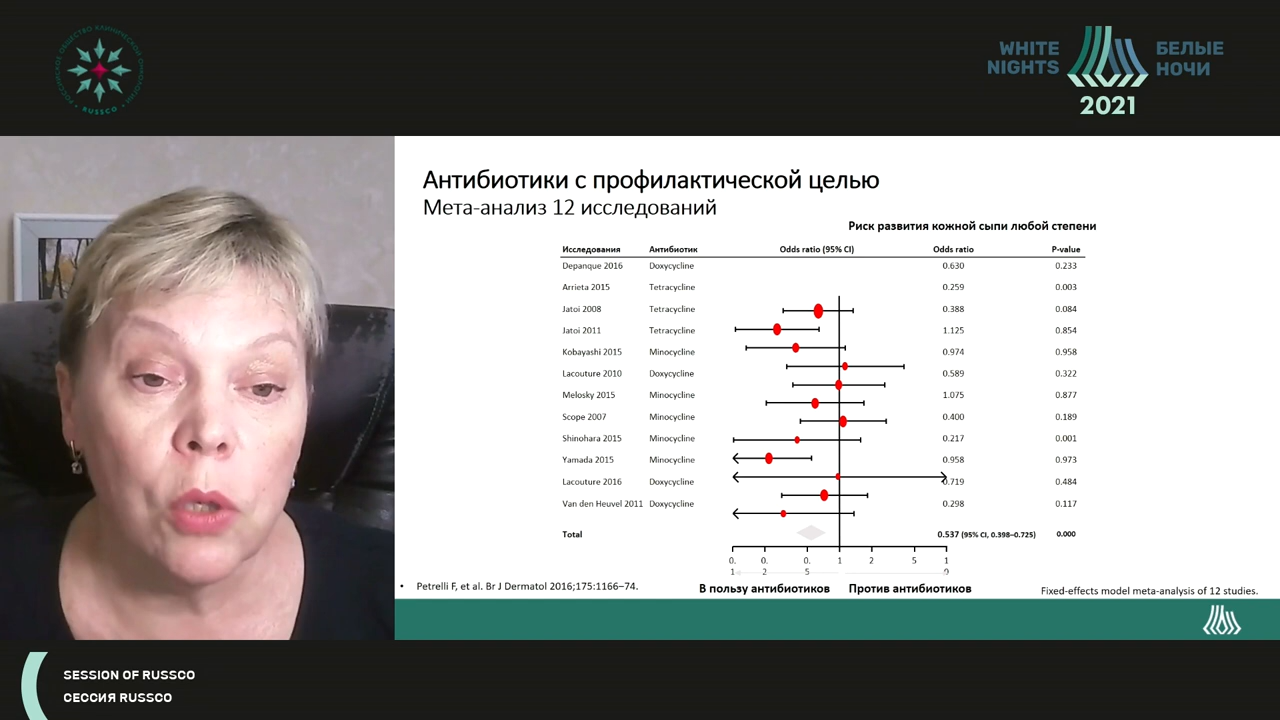 РОССИЙСКОЕ ОБЩЕСТВО КЛИНИЧЕСКОЙ ОНКОЛОГИИ
RUSSCO
WHITE NIGHTS
БЕЛЫЕ НОЧИ
2021
Антибиотики с профилактической целью
Мета-анализ 12 исследований
Риск развития кожной сыпи любой степени
Исследования Антибиотик Odds ratio (95% CI) Odds ratio P-value
Depanque 2016 Doxycycline 0.630 0.233
Arrieta 2015 Tetracycline 0.259 0.003
Jatoi 2008 Tetracycline 0.388 0.084
Jatoi 2011 Tetracycline 1.125 0.854
Kobayashi 2015 Minocycline 0.974 0.958
Lacouture 2010 Doxycycline 0.589 0.322
Melosky 2015 Minocycline 1.075 0.877
Scope 2007 Minocycline 0.400 0.189
Shinohara 2015 Minocycline 0.217 0.001
Yamada 2015 Minocycline 0.958 0.973
Lacouture 2016 Doxycycline 0.719 0.484
Van den Heuvel 2011 Doxycycline 0.298 0.117
Total 0.537 (95% CI, 0.398–0.725) 0.000
0. 0. 0. 1 2 5 1
1 2 5 0
• Petrelli F, et al. Br J Dermatol 2016;175:1166–74.
В пользу антибиотиков Против антибиотиков
Fixed-effects model meta-analysis of 12 studies.
SESSION OF RUSSCO
СЕССИЯ RUSSCO